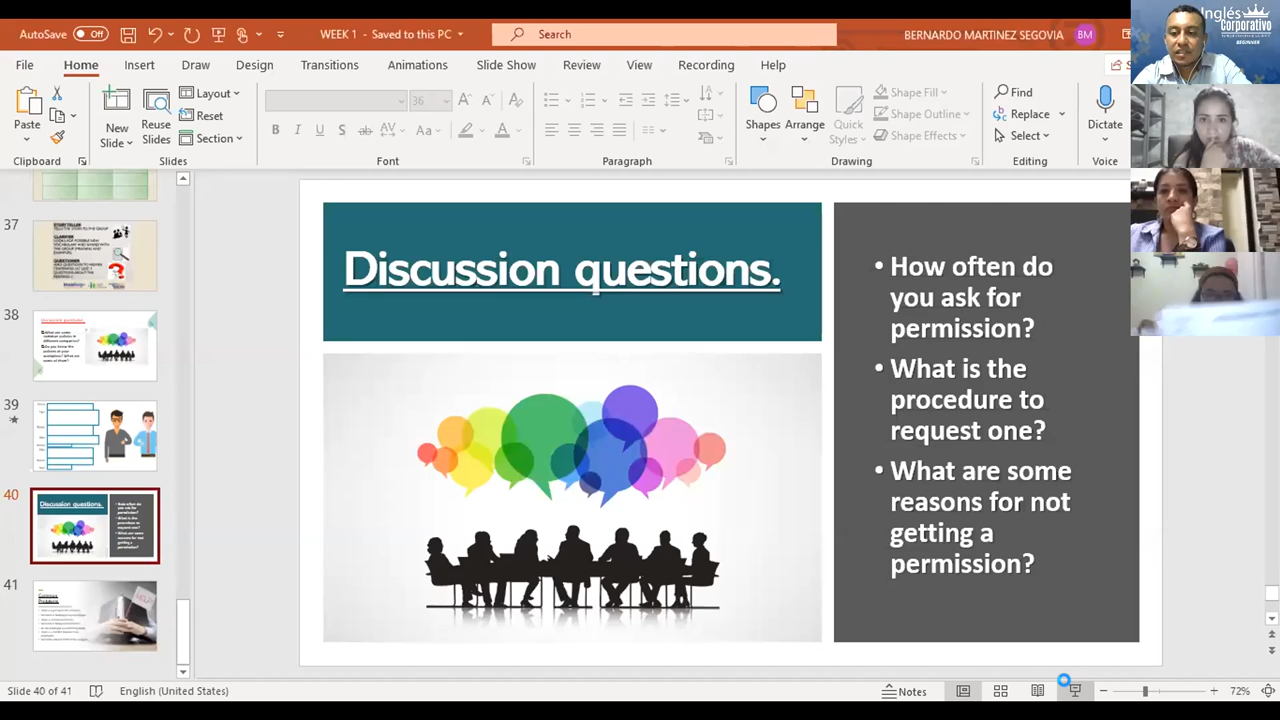 AutoSave Off WEEK 1 - Saved to this PC Search BERNARDO MARTINEZ SEGOVIA BM
Inglés
Corporativo
BEGINNER
File Home Insert Draw Design Transitions Animations Slide Show Review View Recording Help
Paste New Slide Reuse Slides Layout Reset Section
36
Shapes Arrange Quick Styles Shape Fill Shape Outline Shape Effects
Find Replace Select Dictate
Clipboard Slides Font Paragraph Drawing Editing Voice
37
38
39
40
41
Discussion questions.
• How often do
you ask for
permission?
• What is the
procedure to
request one?
• What are some
reasons for not
getting a
permission?
Slide 40 of 41 English (United States) Notes 72%